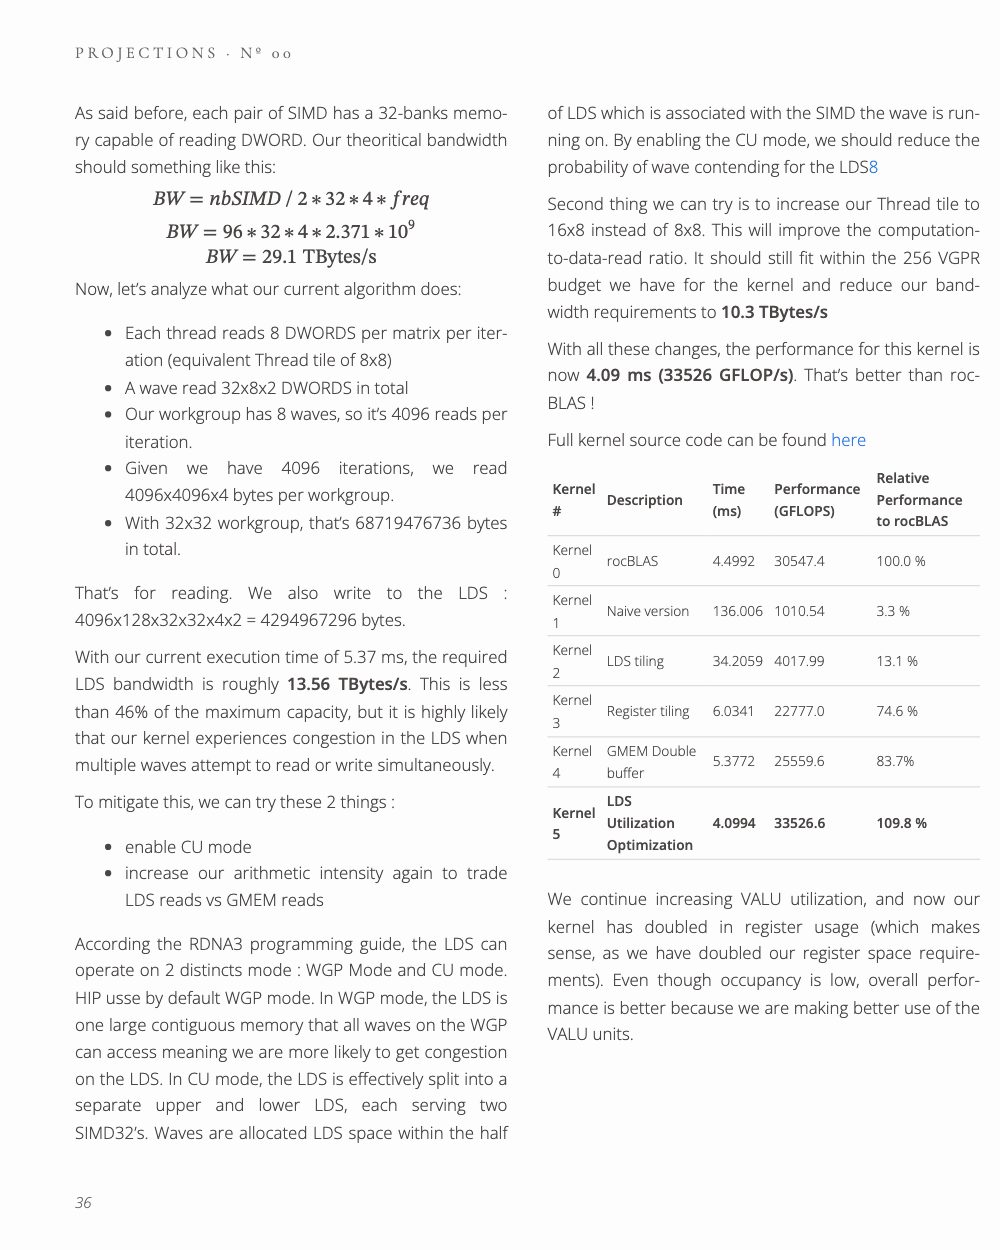 PROJECTIONS · Nº 00
As said before, each pair of SIMD has a 32-banks memo-
ry capable of reading DWORD. Our theoritical bandwidth
should something like this:
BW = nbSIMD / 2 * 32 * 4 * freq
BW = 96 * 32 * 4 * 2.371 * 10⁹
BW = 29.1 TBytes/s
Now, let’s analyze what our current algorithm does:
• Each thread reads 8 DWORDS per matrix per iter-
ation (equivalent Thread tile of 8x8)
• A wave read 32x8x2 DWORDS in total
• Our workgroup has 8 waves, so it’s 4096 reads per
iteration.
• Given we have 4096 iterations, we read
4096x4096x4 bytes per workgroup.
• With 32x32 workgroup, that’s 68719476736 bytes
in total.
That’s for reading. We also write to the LDS :
4096x128x32x32x4x2 = 4294967296 bytes.
With our current execution time of 5.37 ms, the required
LDS bandwidth is roughly 13.56 TBytes/s. This is less
than 46% of the maximum capacity, but it is highly likely
that our kernel experiences congestion in the LDS when
multiple waves attempt to read or write simultaneously.
To mitigate this, we can try these 2 things :
• enable CU mode
• increase our arithmetic intensity again to trade
LDS reads vs GMEM reads
According the RDNA3 programming guide, the LDS can
operate on 2 distincts mode : WGP Mode and CU mode.
HIP usse by default WGP mode. In WGP mode, the LDS is
one large contiguous memory that all waves on the WGP
can access meaning we are more likely to get congestion
on the LDS. In CU mode, the LDS is effectively split into a
separate upper and lower LDS, each serving two
SIMD32’s. Waves are allocated LDS space within the half
of LDS which is associated with the SIMD the wave is run-
ning on. By enabling the CU mode, we should reduce the
probability of wave contending for the LDS8
Second thing we can try is to increase our Thread tile to
16x8 instead of 8x8. This will improve the computation-
to-data-read ratio. It should still fit within the 256 VGPR
budget we have for the kernel and reduce our band-
width requirements to 10.3 TBytes/s
With all these changes, the performance for this kernel is
now 4.09 ms (33526 GFLOP/s). That’s better than roc-
BLAS !
Full kernel source code can be found here
Kernel # Description Time (ms) Performance (GFLOPS) Relative Performance to rocBLAS
Kernel 0 rocBLAS 4.4992 30547.4 100.0 %
Kernel 1 Naive version 136.006 1010.54 3.3 %
Kernel 2 LDS tiling 34.2059 4017.99 13.1 %
Kernel 3 Register tiling 6.0341 22777.0 74.6 %
Kernel 4 GMEM Double buffer 5.3772 25559.6 83.7%
Kernel 5 LDS Utilization Optimization 4.0994 33526.6 109.8 %
We continue increasing VALU utilization, and now our
kernel has doubled in register usage (which makes
sense, as we have doubled our register space require-
ments). Even though occupancy is low, overall perfor-
mance is better because we are making better use of the
VALU units.
36